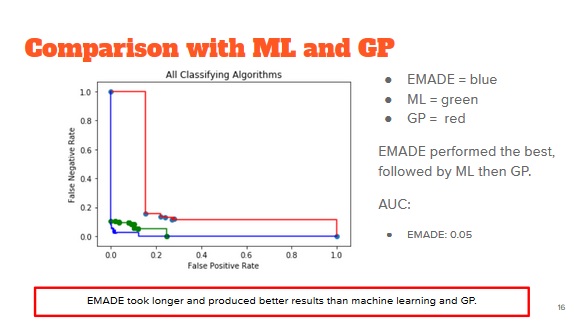 Comparison with ML and GP
All Classifying Algorithms
1.0
0.8
0.6
0.4
0.2
0.0
False Negative Rate
0.0 0.2 0.4 0.6 0.8 1.0
False Positive Rate
● EMADE = blue
● ML = green
● GP = red
EMADE performed the best,
followed by ML then GP.
AUC:
● EMADE: 0.05
EMADE took longer and produced better results than machine learning and GP.
16